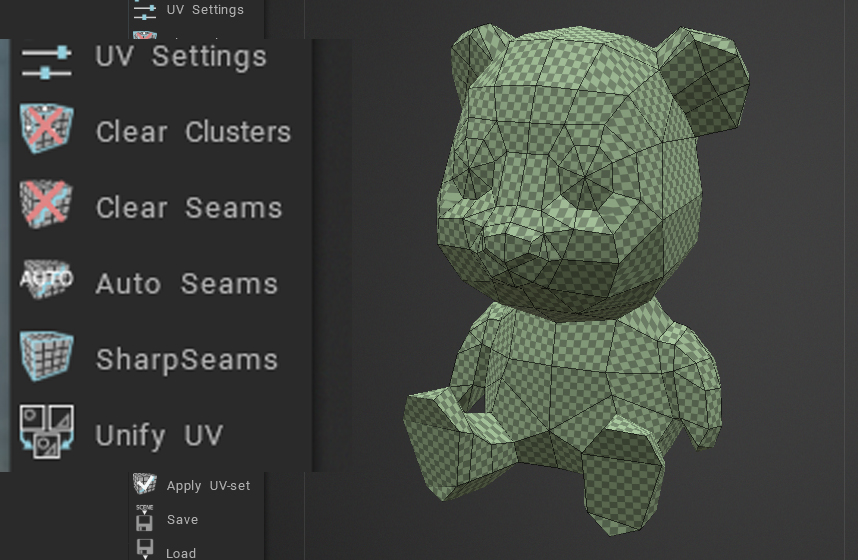 UV Settings
UV Settings
Clear Clusters
Clear Seams
AUTO
Auto Seams
SharpSeams
Unify UV
Apply UV-set
SCENE
Save
Load